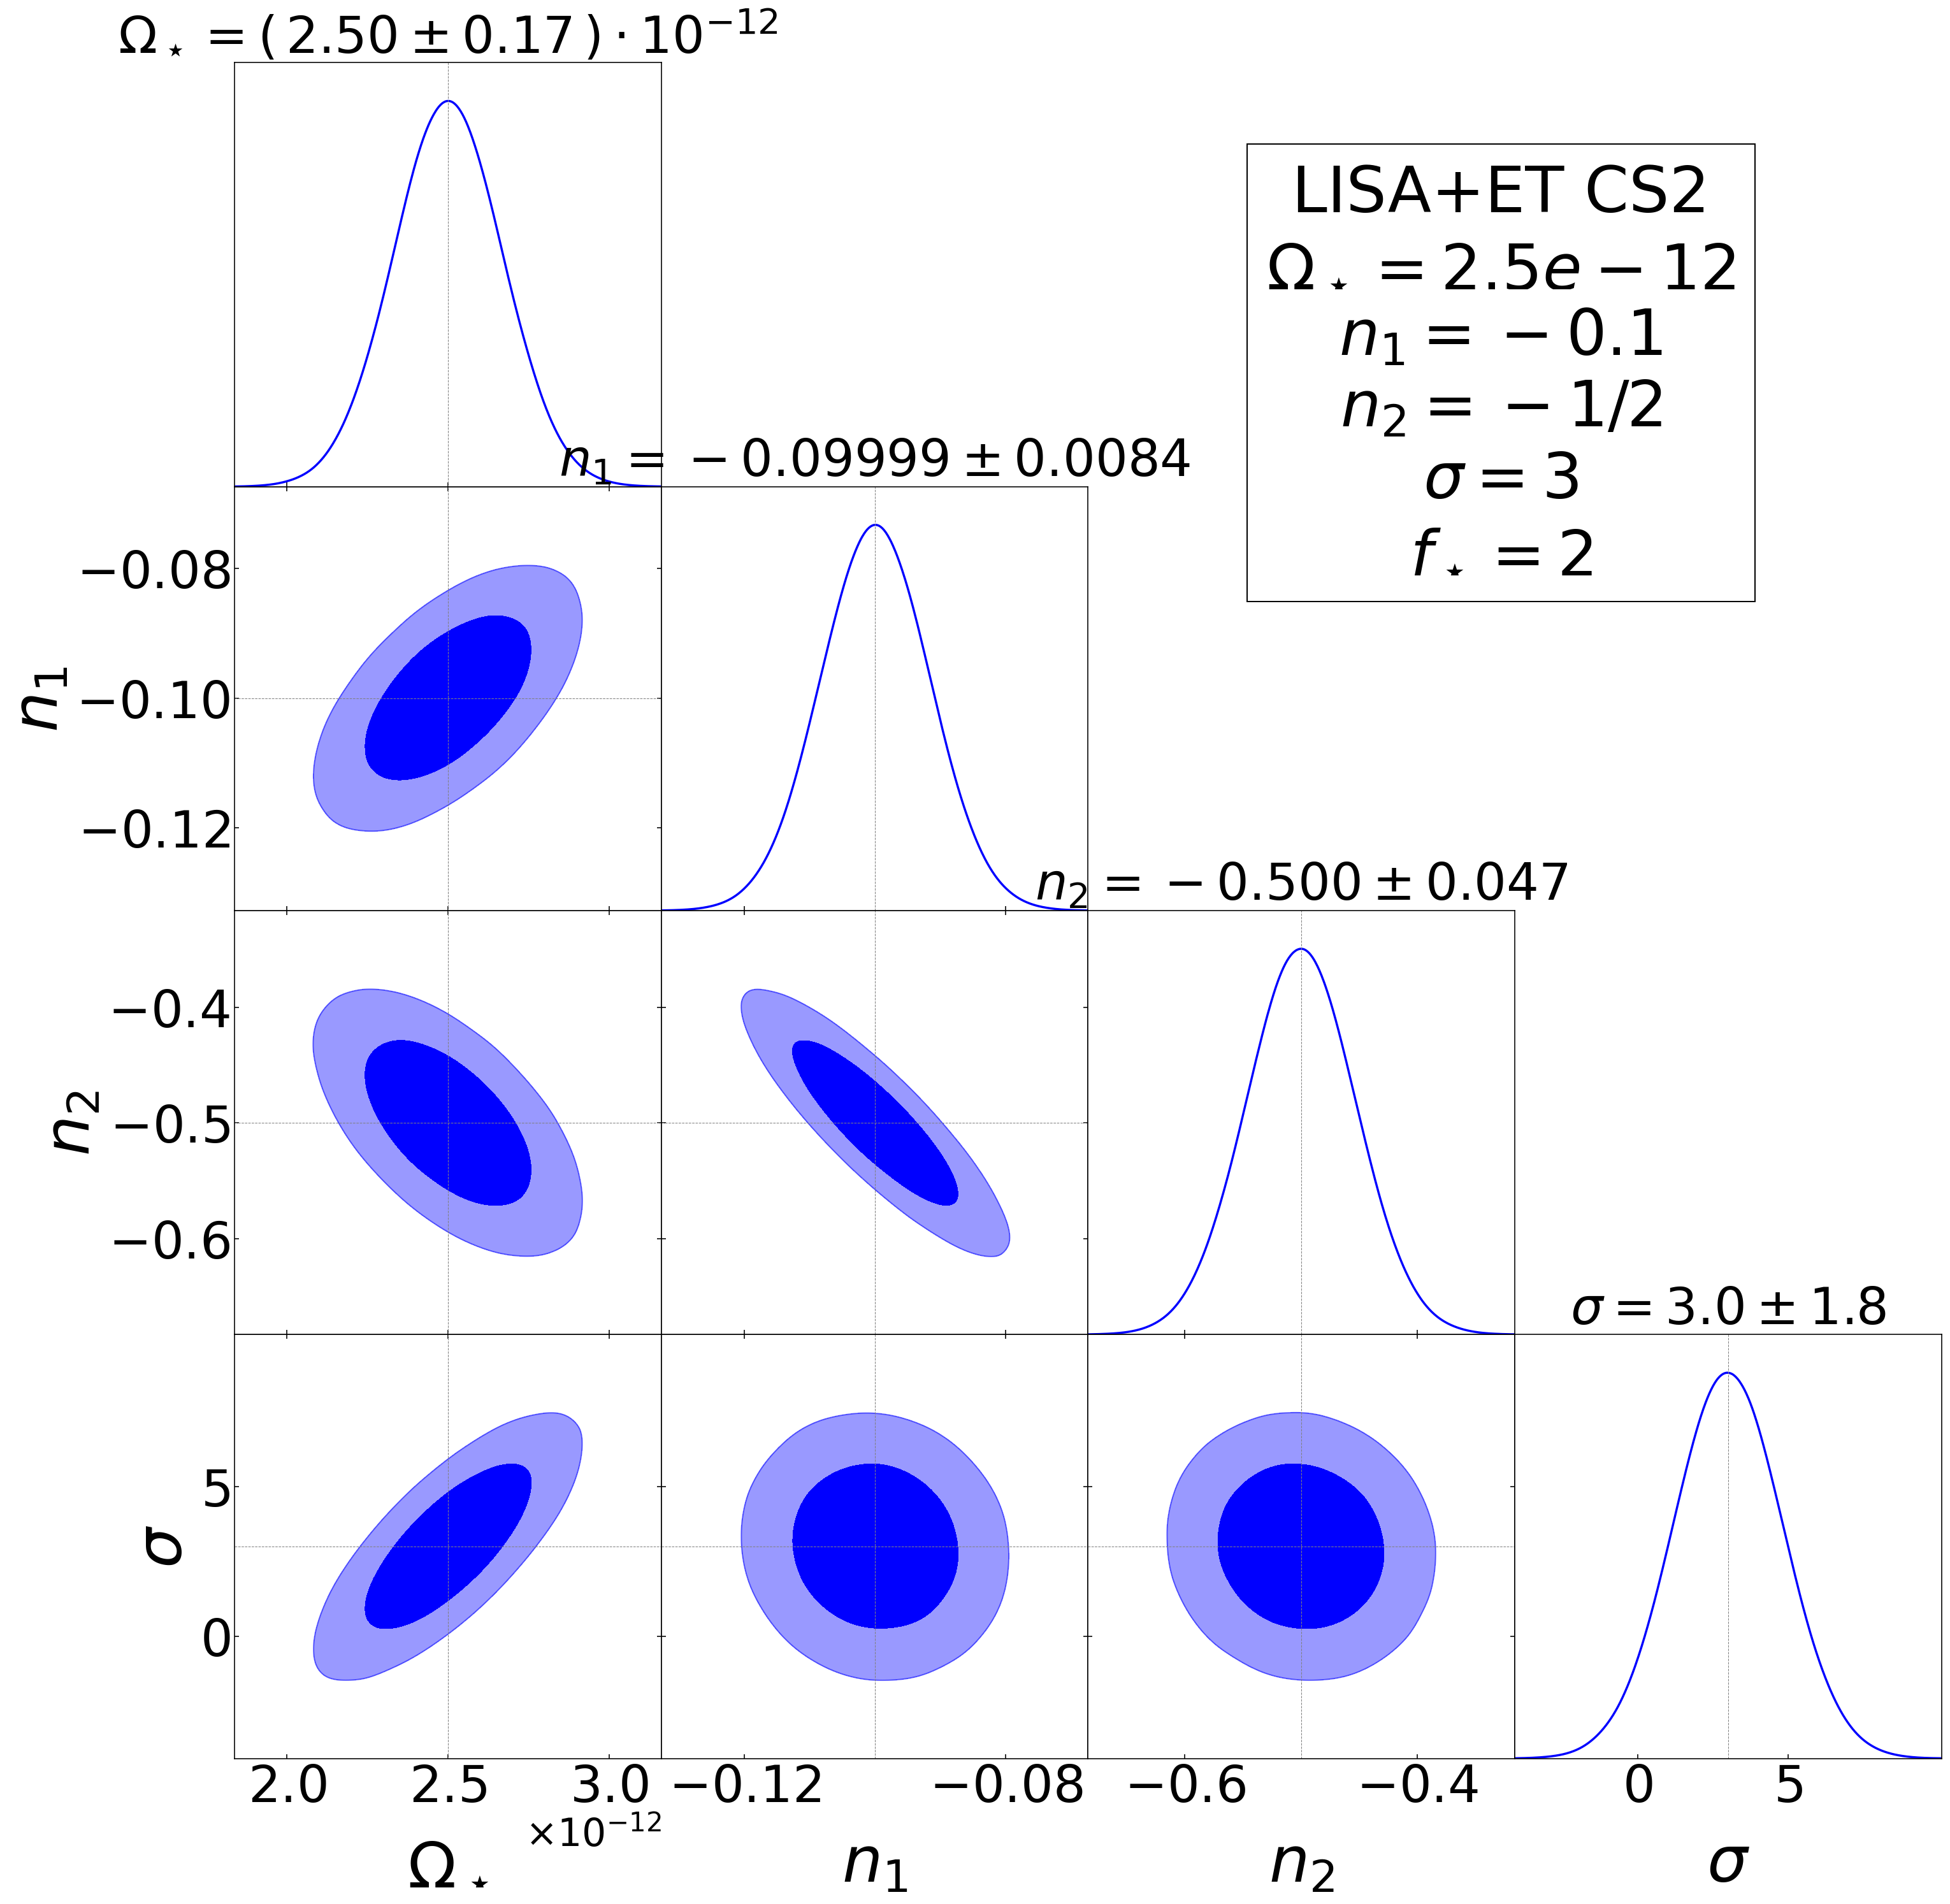 Ω⋆ = ( 2.50 ± 0.17 ) · 10⁻¹²
LISA+ET CS2
Ω⋆ = 2.5e − 12
n₁ = − 0.1
n₂ = − 1/2
σ = 3
f⋆ = 2
n₁ = − 0.09999 ± 0.0084
−0.08
−0.10
−0.12
n₁
n₂ = − 0.500 ± 0.047
−0.4
−0.5
−0.6
n₂
σ = 3.0 ± 1.8
5
0
σ
2.0 2.5 3.0 −0.12 −0.08 −0.6 −0.4 0 5
×10⁻¹²
Ω⋆ n₁ n₂ σ